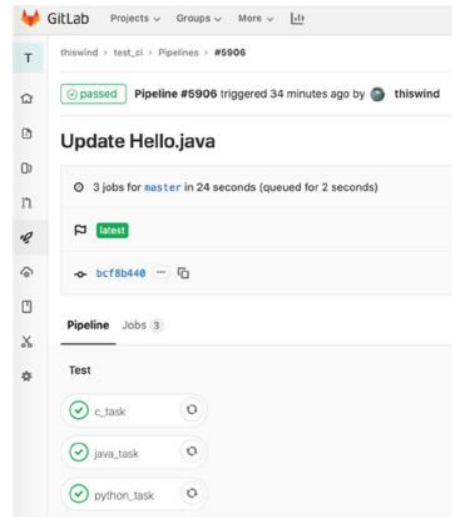 GitLab Projects Groups More
T
thiswind > test_ci > Pipelines > #5906
passed Pipeline #5906 triggered 34 minutes ago by thiswind
Update Hello.java
3 jobs for master in 24 seconds (queued for 2 seconds)
latest
bcf8b440 ...
Pipeline Jobs 3
Test
c_task
java_task
python_task